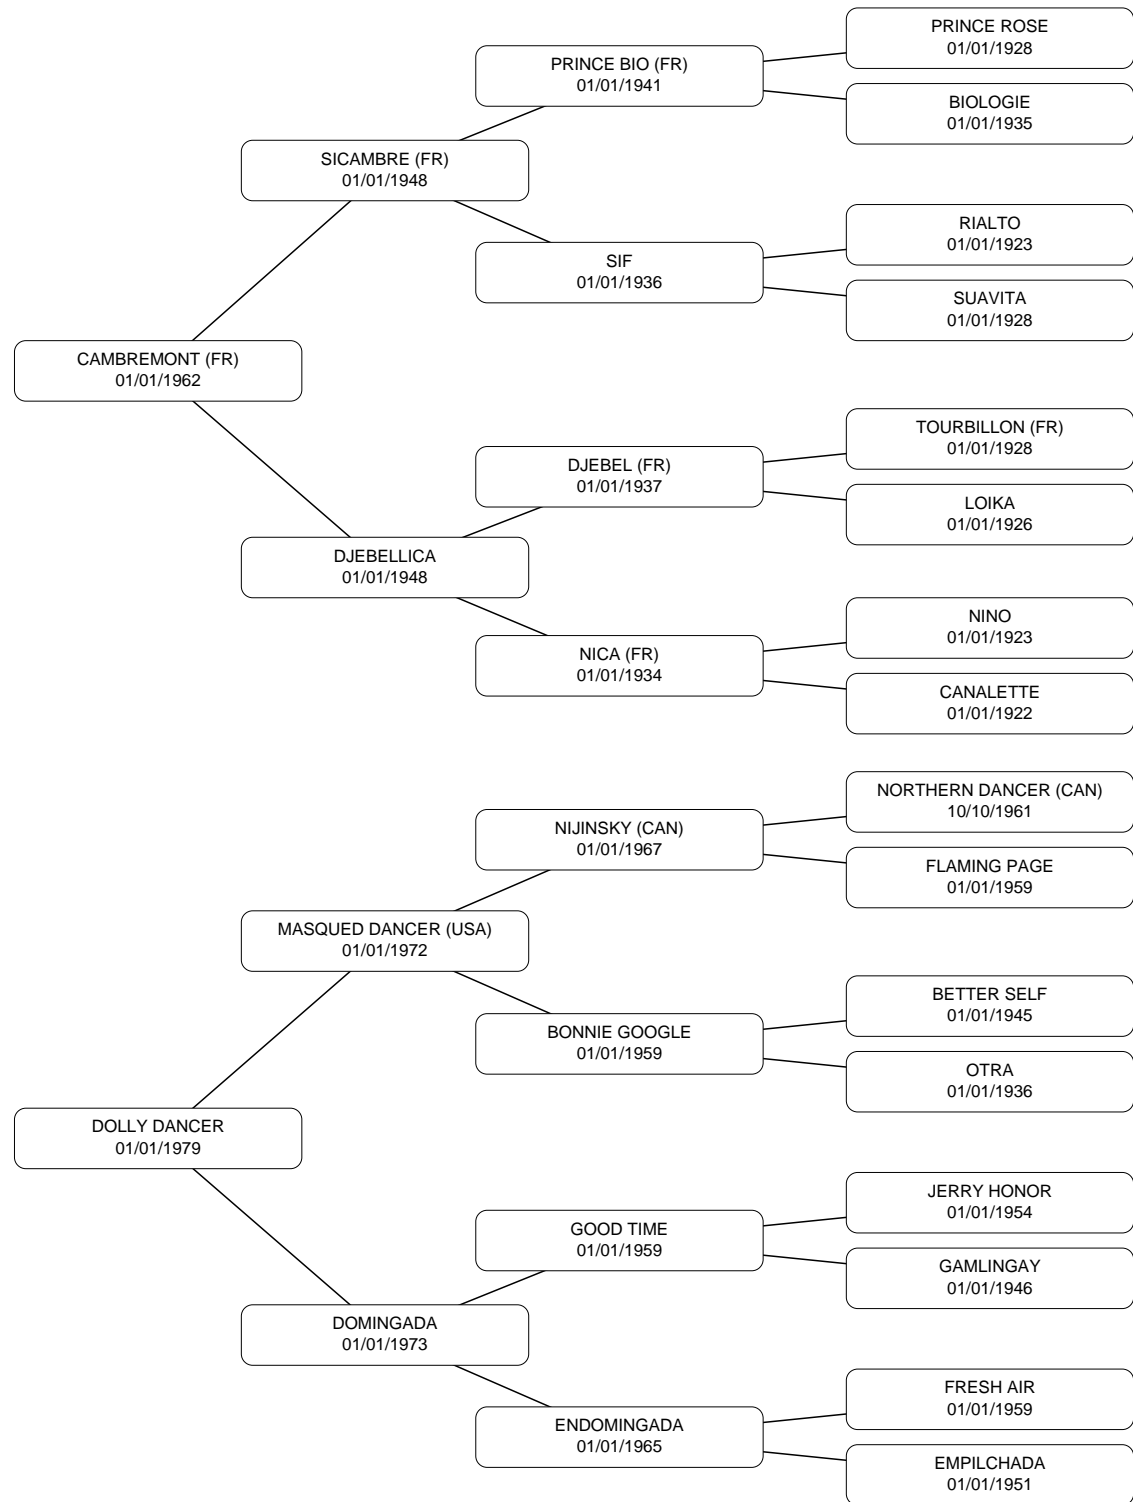 PRINCE ROSE
01/01/1928
PRINCE BIO (FR)
01/01/1941
BIOLOGIE
01/01/1935
SICAMBRE (FR)
01/01/1948
RIALTO
01/01/1923
SIF
01/01/1936
SUAVITA
01/01/1928
CAMBREMONT (FR)
01/01/1962
TOURBILLON (FR)
01/01/1928
DJEBEL (FR)
01/01/1937
LOIKA
01/01/1926
DJEBELLICA
01/01/1948
NINO
01/01/1923
NICA (FR)
01/01/1934
CANALETTE
01/01/1922
NORTHERN DANCER (CAN)
10/10/1961
NIJINSKY (CAN)
01/01/1967
FLAMING PAGE
01/01/1959
MASQUED DANCER (USA)
01/01/1972
BETTER SELF
01/01/1945
BONNIE GOOGLE
01/01/1959
OTRA
01/01/1936
DOLLY DANCER
01/01/1979
JERRY HONOR
01/01/1954
GOOD TIME
01/01/1959
GAMLINGAY
01/01/1946
DOMINGADA
01/01/1973
FRESH AIR
01/01/1959
ENDOMINGADA
01/01/1965
EMPILCHADA
01/01/1951